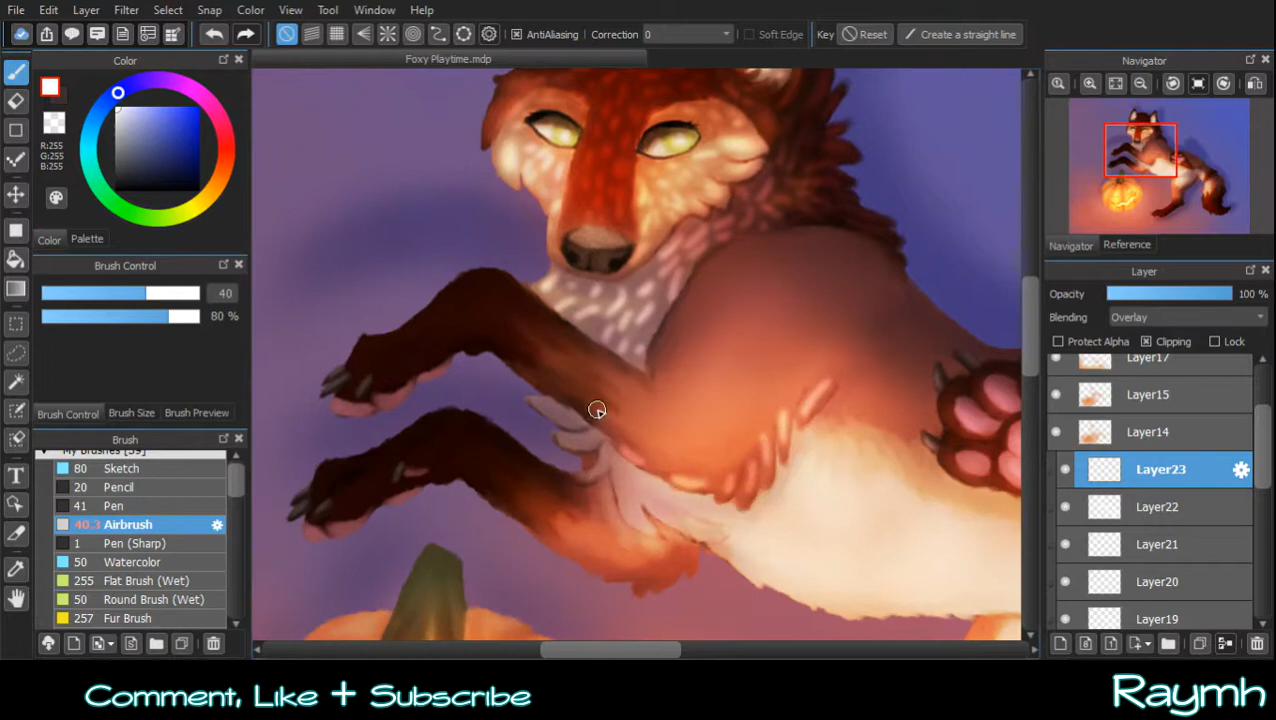 File Edit Layer Filter Select Snap Color View Tool Window Help
AntiAliasing Correction 0 Soft Edge Key Reset Create a straight line
Color
Foxy Playtime.mdp
Navigator
R:255
G:255
B:255
Color Palette
Navigator Reference
Brush Control
40
80 %
Layer
Opacity 100 %
Blending Overlay
Protect Alpha Clipping Lock
Layer17
Layer15
Layer14
Layer23
Layer22
Layer21
Layer20
Layer19
Brush Control Brush Size Brush Preview
Brush
My Brushes [39]
80 Sketch
20 Pencil
41 Pen
40.3 Airbrush
1 Pen (Sharp)
50 Watercolor
255 Flat Brush (Wet)
50 Round Brush (Wet)
257 Fur Brush
Comment, Like + Subscribe
Raymh